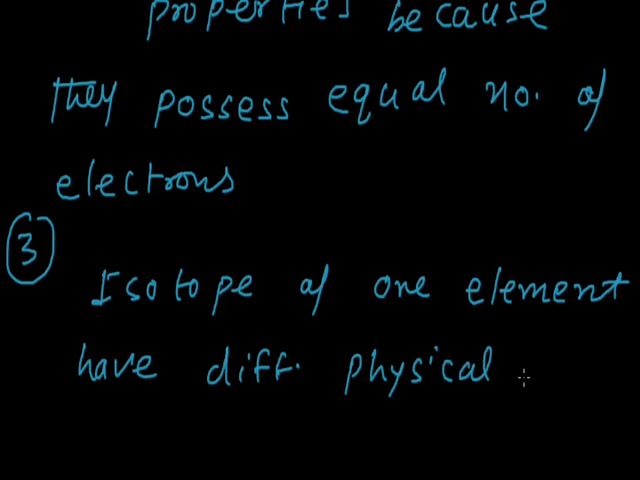 properties because
they possess equal no. of
electrons
3
Isotope of one element
have diff. physical